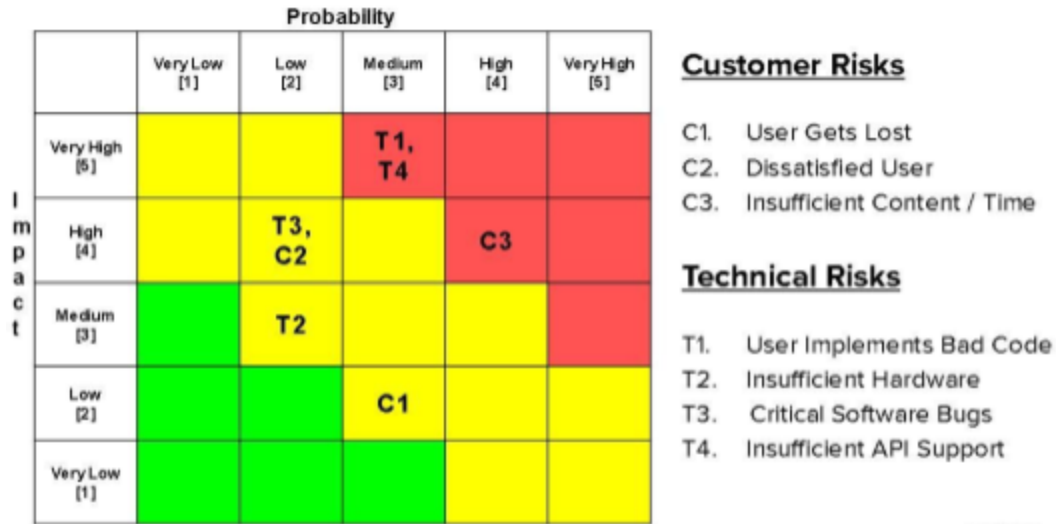 Probability
Very Low
[1]
Low
[2]
Medium
[3]
High
[4]
Very High
[5]
Impact
Very High
[5]
T1,
T4
High
[4]
T3,
C2
C3
Medium
[3]
T2
Low
[2]
C1
Very Low
[1]
Customer Risks
C1. User Gets Lost
C2. Dissatisfied User
C3. Insufficient Content / Time
Technical Risks
T1. User Implements Bad Code
T2. Insufficient Hardware
T3. Critical Software Bugs
T4. Insufficient API Support